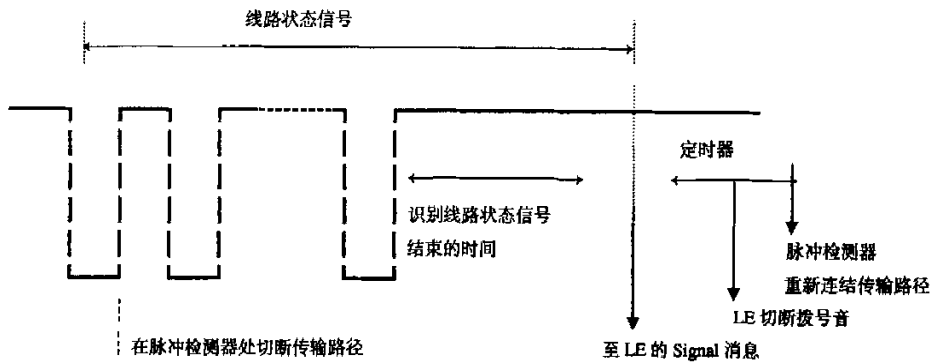 线路状态信号
定时器
识别线路状态信号
结束的时间
脉冲检测器
重新连结传输路径
LE 切断拨号音
在脉冲检测器处切断传输路径
至 LE 的 Signal 消息